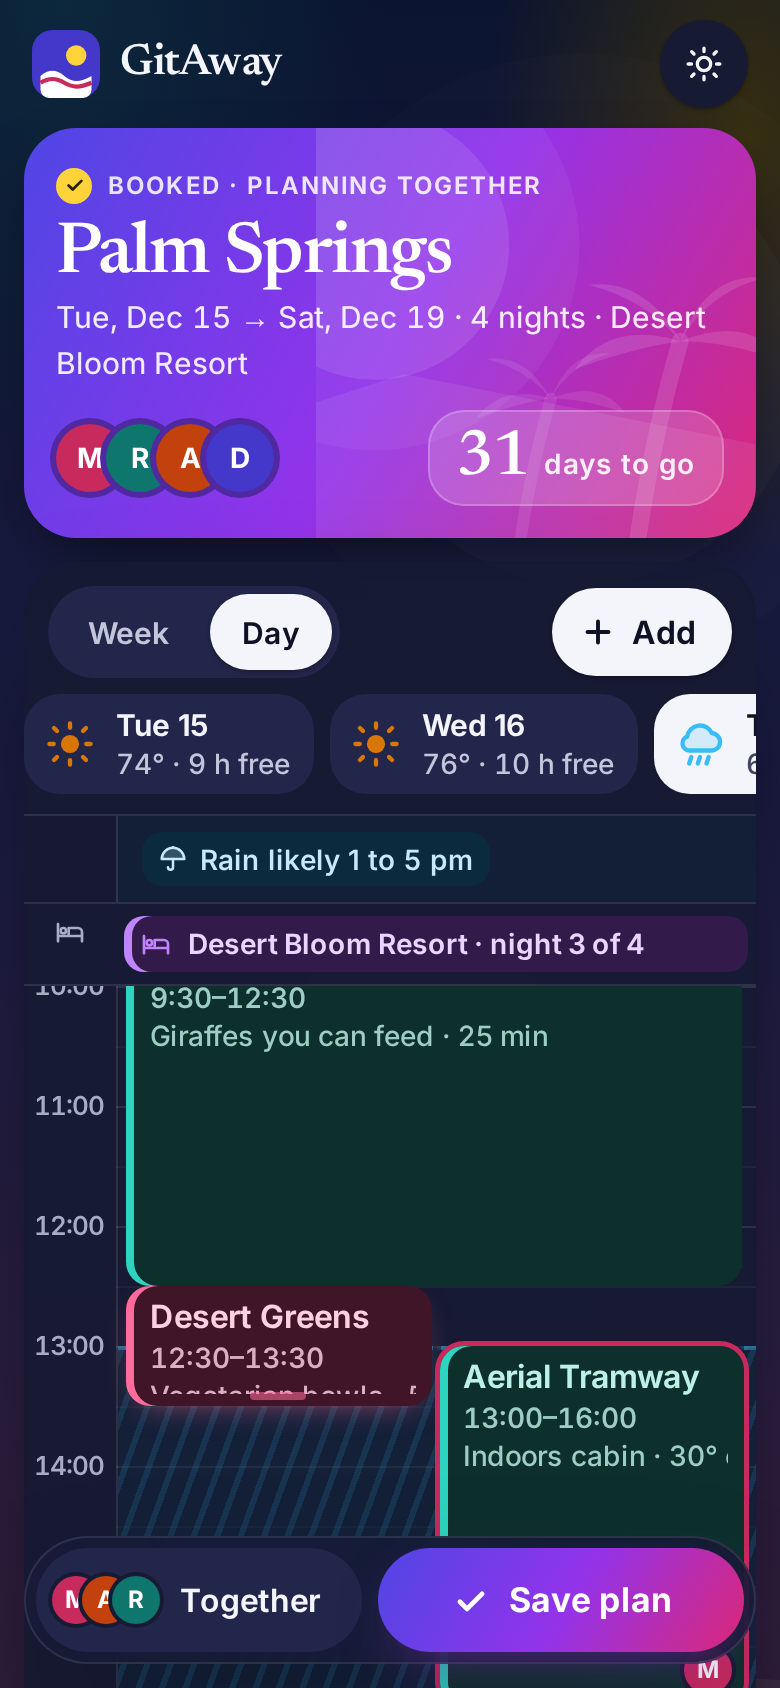 GitAway
BOOKED · PLANNING TOGETHER
Palm Springs
Tue, Dec 15 → Sat, Dec 19 · 4 nights · Desert
Bloom Resort
M R A D
31 days to go
Week Day + Add
Tue 15
74° · 9 h free
Wed 16
76° · 10 h free
Rain likely 1 to 5 pm
Desert Bloom Resort · night 3 of 4
10:00
9:30–12:30
Giraffes you can feed · 25 min
11:00
12:00
Desert Greens
12:30–13:30
Vegetarian bowls
13:00
Aerial Tramway
13:00–16:00
Indoors cabin · 30°
14:00
M A R Together
Save plan
M